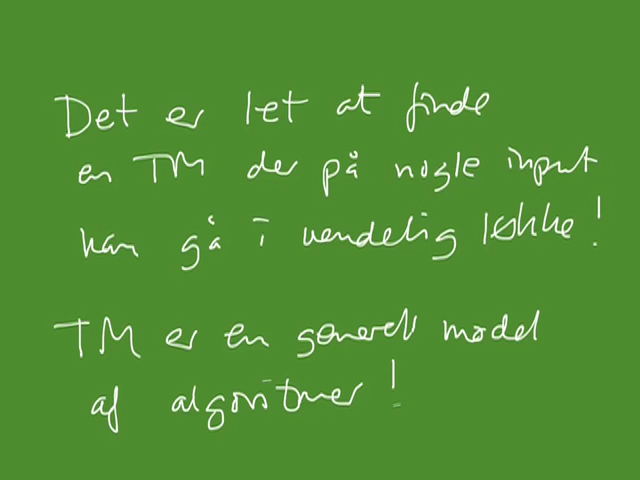 Det er let at finde
en TM der på nogle input
kan gå i uendelig løkke!
TM er en generel model
af algoritmer!